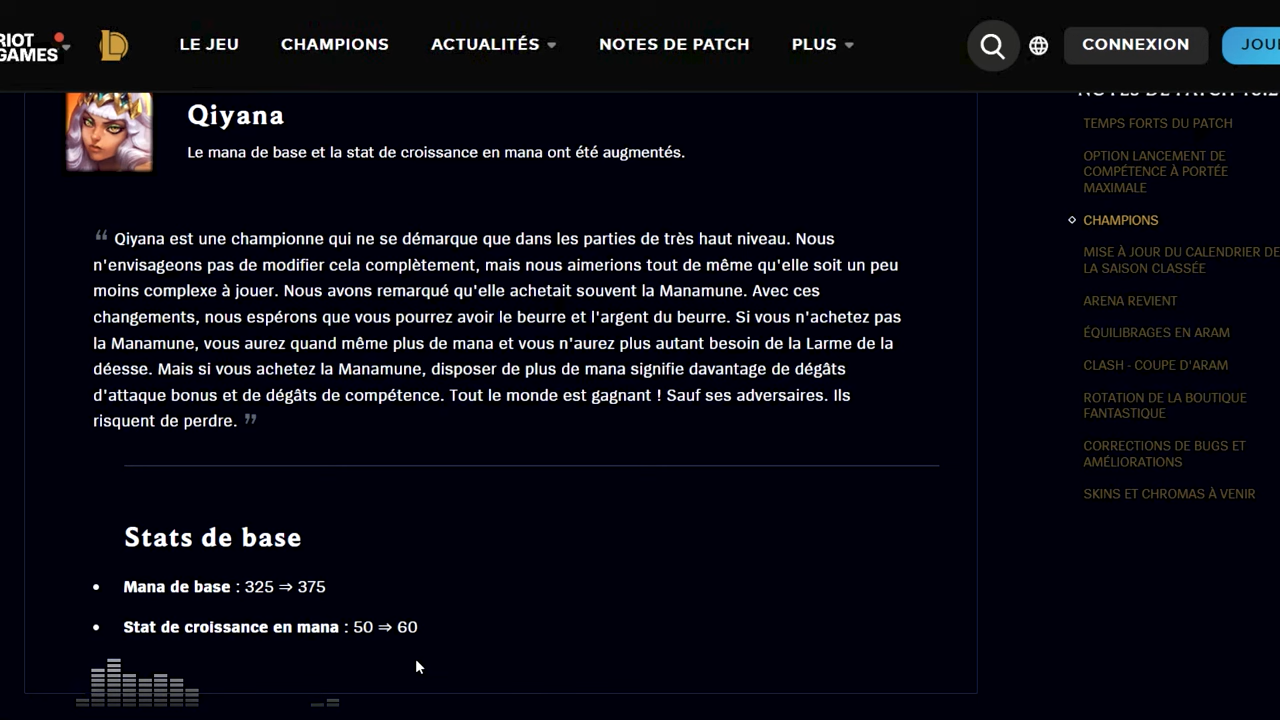 RIOT
GAMES
LE JEU
CHAMPIONS
ACTUALITÉS
NOTES DE PATCH
PLUS
CONNEXION
Qiyana
Le mana de base et la stat de croissance en mana ont été augmentés.
“ Qiyana est une championne qui ne se démarque que dans les parties de très haut niveau. Nous
n'envisageons pas de modifier cela complètement, mais nous aimerions tout de même qu'elle soit un peu
moins complexe à jouer. Nous avons remarqué qu'elle achetait souvent la Manamune. Avec ces
changements, nous espérons que vous pourrez avoir le beurre et l'argent du beurre. Si vous n'achetez pas
la Manamune, vous aurez quand même plus de mana et vous n'aurez plus autant besoin de la Larme de la
déesse. Mais si vous achetez la Manamune, disposer de plus de mana signifie davantage de dégâts
d'attaque bonus et de dégâts de compétence. Tout le monde est gagnant ! Sauf ses adversaires. Ils
risquent de perdre. ”
Stats de base
• Mana de base : 325 ⇒ 375
• Stat de croissance en mana : 50 ⇒ 60
NOTES DE PATCH
TEMPS FORTS DU PATCH
OPTION LANCEMENT DE
COMPÉTENCE À PORTÉE
MAXIMALE
CHAMPIONS
MISE À JOUR DU CALENDRIER DE
LA SAISON CLASSÉE
ARENA REVIENT
ÉQUILIBRAGES EN ARAM
CLASH - COUPE D'ARAM
ROTATION DE LA BOUTIQUE
FANTASTIQUE
CORRECTIONS DE BUGS ET
AMÉLIORATIONS
SKINS ET CHROMAS À VENIR